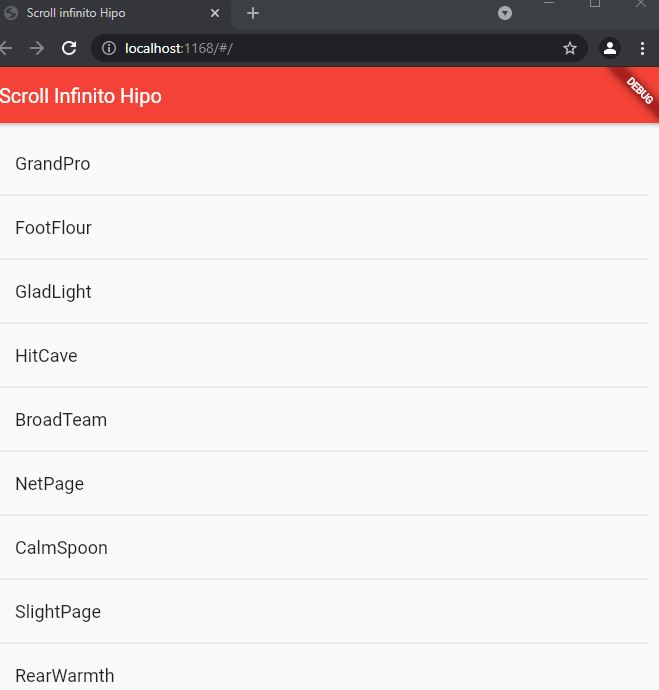 Scroll infinito Hipo
localhost:1168/#/
Scroll Infinito Hipo
DEBUG
GrandPro
FootFlour
GladLight
HitCave
BroadTeam
NetPage
CalmSpoon
SlightPage
RearWarmth